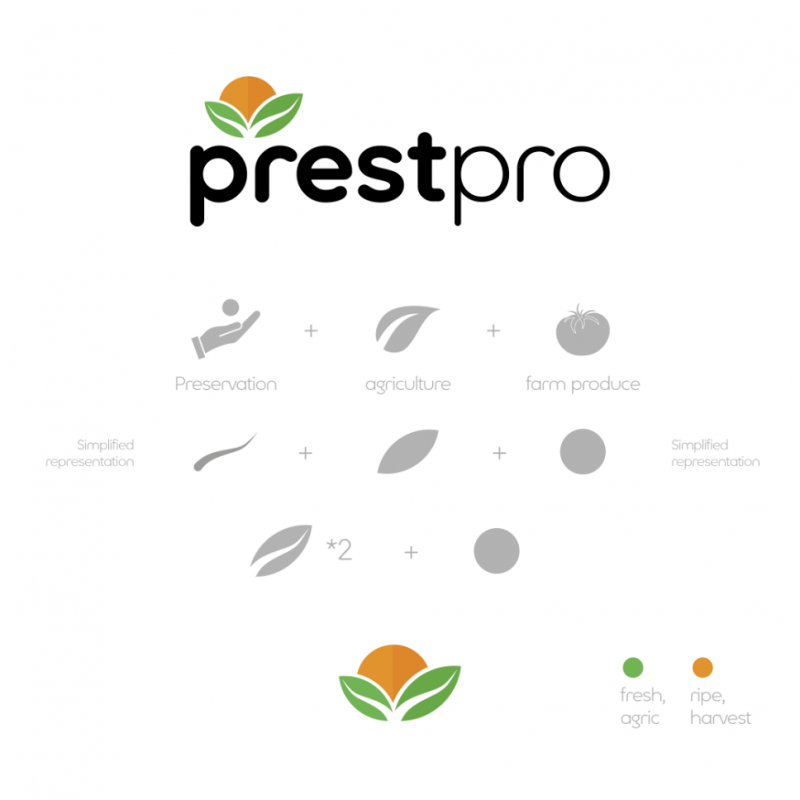 prestpro
+
+
Preservation
agriculture
farm produce
Simplified
representation
+
+
Simplified
representation
*2
+
fresh,
agric
ripe,
harvest